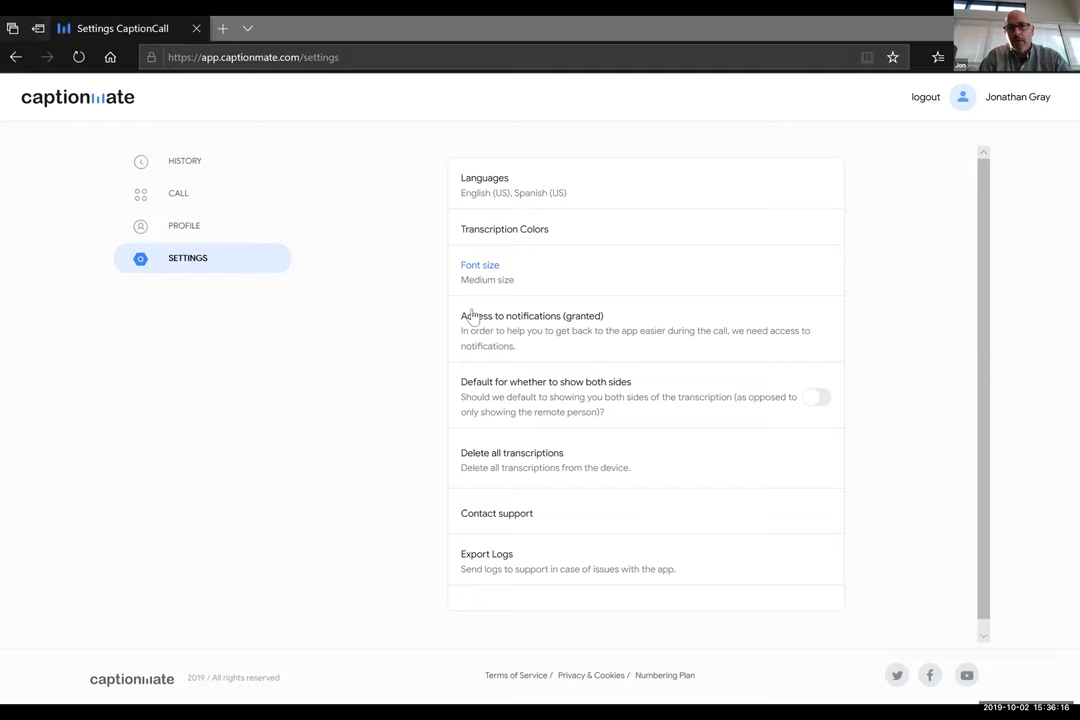 Settings CaptionCall
https://app.captionmate.com/settings
Jon
captionmate
logout
Jonathan Gray
HISTORY
CALL
PROFILE
SETTINGS
Languages
English (US), Spanish (US)
Transcription Colors
Font size
Medium size
Access to notifications (granted)
In order to help you to get back to the app easier during the call, we need access to
notifications.
Default for whether to show both sides
Should we default to showing you both sides of the transcription (as opposed to
only showing the remote person)?
Delete all transcriptions
Delete all transcriptions from the device.
Contact support
Export Logs
Send logs to support in case of issues with the app.
captionmate
2019 / All rights reserved
Terms of Service / Privacy & Cookies / Numbering Plan
2019-10-02 15:36:16